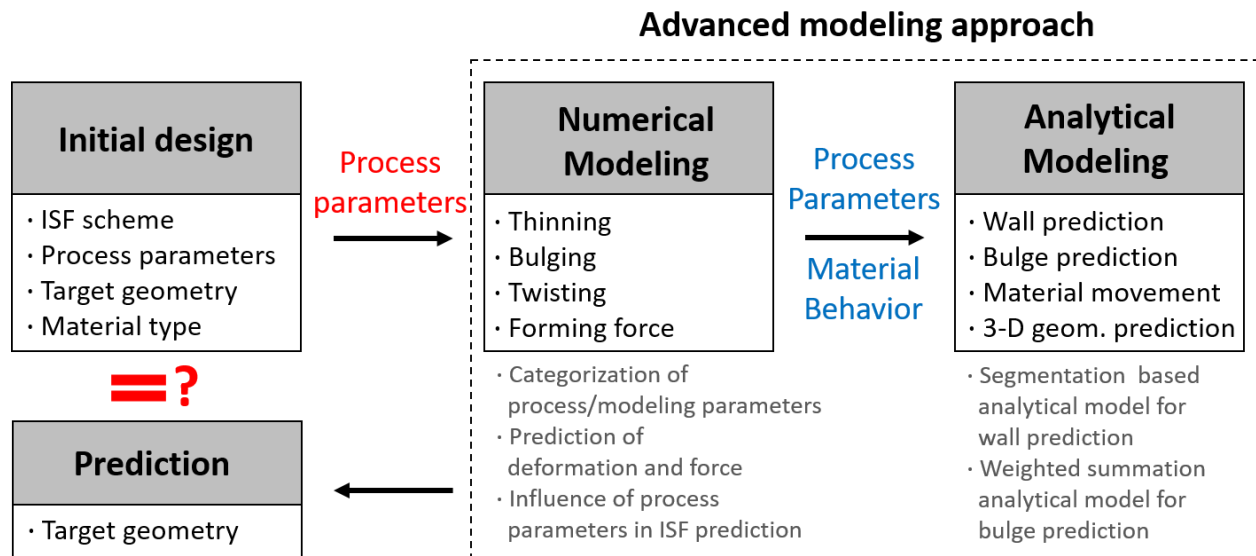 Advanced modeling approach
Initial design
· ISF scheme
· Process parameters
· Target geometry
· Material type
Process
parameters
Numerical
Modeling
· Thinning
· Bulging
· Twisting
· Forming force
Process
Parameters
Material
Behavior
Analytical
Modeling
· Wall prediction
· Bulge prediction
· Material movement
· 3-D geom. prediction
=?
Prediction
· Target geometry
· Categorization of
process/modeling parameters
· Prediction of
deformation and force
· Influence of process
parameters in ISF prediction
· Segmentation based
analytical model for
wall prediction
· Weighted summation
analytical model for
bulge prediction